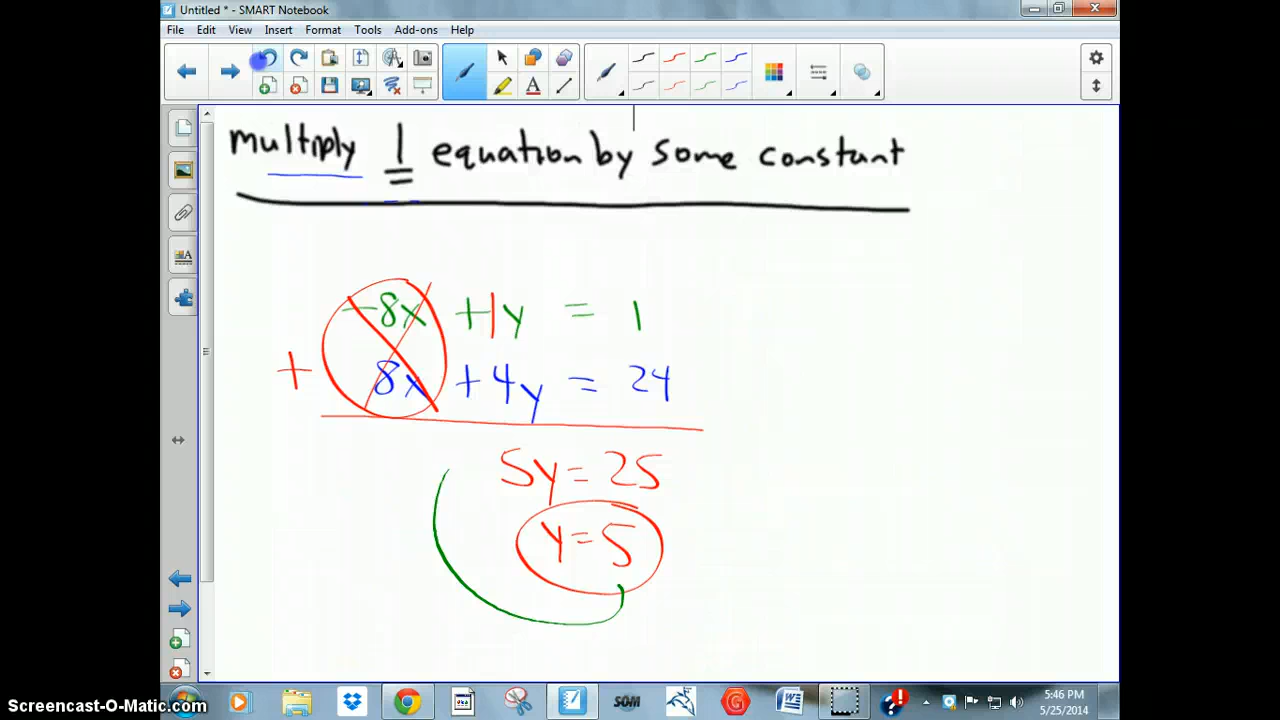 Untitled * - SMART Notebook
File Edit View Insert Format Tools Add-ons Help
multiply 1 equation by some constant
-8x +1y = 1
+ 8x +4y = 24
5y = 25
y = 5
SOM
5:46 PM
5/25/2014
Screencast-O-Matic.com